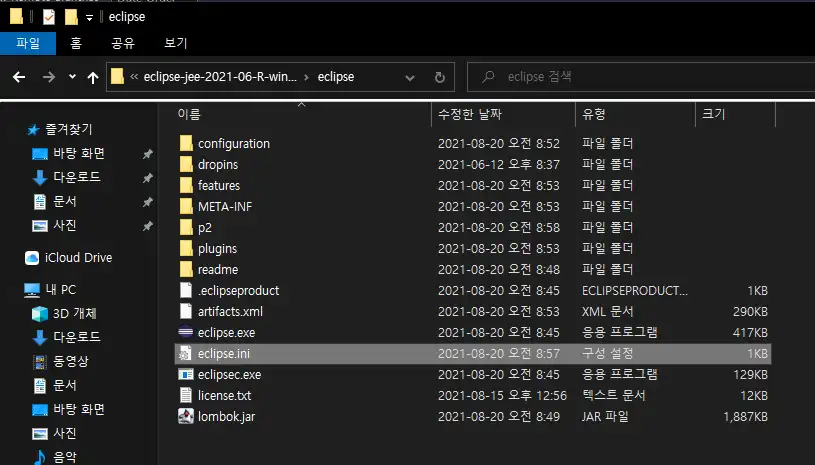 eclipse
파일 홈 공유 보기
« eclipse-jee-2021-06-R-win... › eclipse
eclipse 검색
이름 수정한 날짜 유형 크기
즐겨찾기
바탕 화면
다운로드
문서
사진
iCloud Drive
내 PC
3D 개체
다운로드
동영상
문서
바탕 화면
사진
음악
configuration 2021-08-20 오전 8:52 파일 폴더
dropins 2021-06-12 오후 8:37 파일 폴더
features 2021-08-20 오전 8:53 파일 폴더
META-INF 2021-08-20 오전 8:53 파일 폴더
p2 2021-08-20 오전 8:58 파일 폴더
plugins 2021-08-20 오전 8:53 파일 폴더
readme 2021-08-20 오전 8:48 파일 폴더
.eclipseproduct 2021-08-20 오전 8:45 ECLIPSEPRODUCT... 1KB
artifacts.xml 2021-08-20 오전 8:53 XML 문서 290KB
eclipse.exe 2021-08-20 오전 8:45 응용 프로그램 417KB
eclipse.ini 2021-08-20 오전 8:57 구성 설정 1KB
eclipsec.exe 2021-08-20 오전 8:45 응용 프로그램 129KB
license.txt 2021-08-15 오후 12:56 텍스트 문서 12KB
lombok.jar 2021-08-20 오전 8:49 JAR 파일 1,887KB